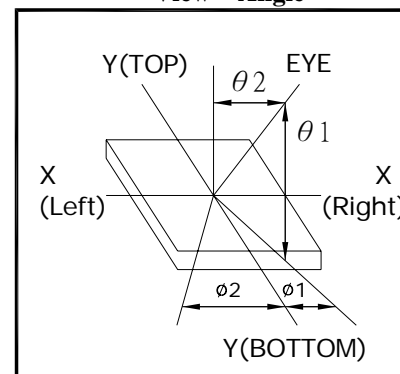 Y(TOP) EYE
θ2
θ1
X X
(Left) (Right)
ø2 ø1
Y(BOTTOM)